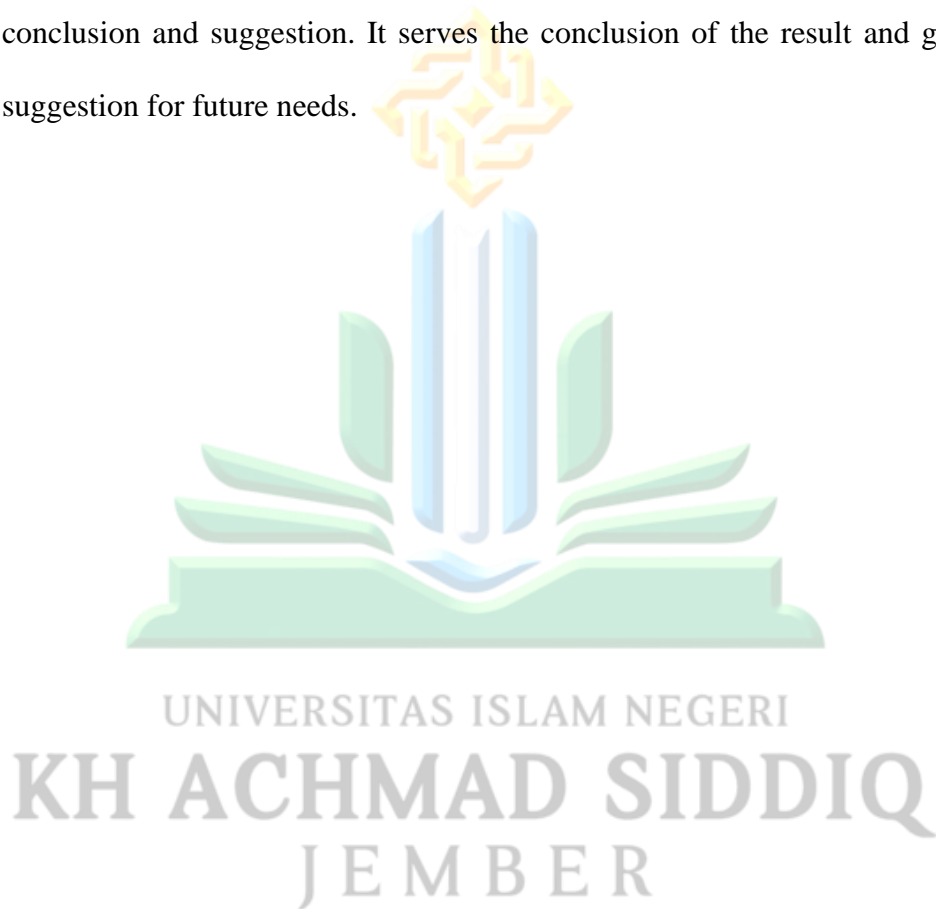 conclusion and suggestion. It serves the conclusion of the result and
suggestion for future needs.
UNIVERSITAS ISLAM NEGERI
KH ACHMAD SIDDIQ
JEMBER